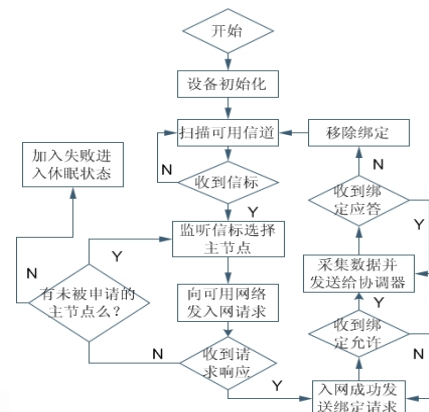 开始
设备初始化
扫描可用信道
移除绑定
加入失败进
入休眠状态
N
收到信标
N
收到绑
定应答
Y
Y
监听信标选择
主节点
Y
采集数据并
发送给协调器
N
有未被申请的
主节点么?
向可用网络
发入网请求
Y
收到绑
定允许
N
收到请
求响应
N
Y
入网成功发
送绑定请求